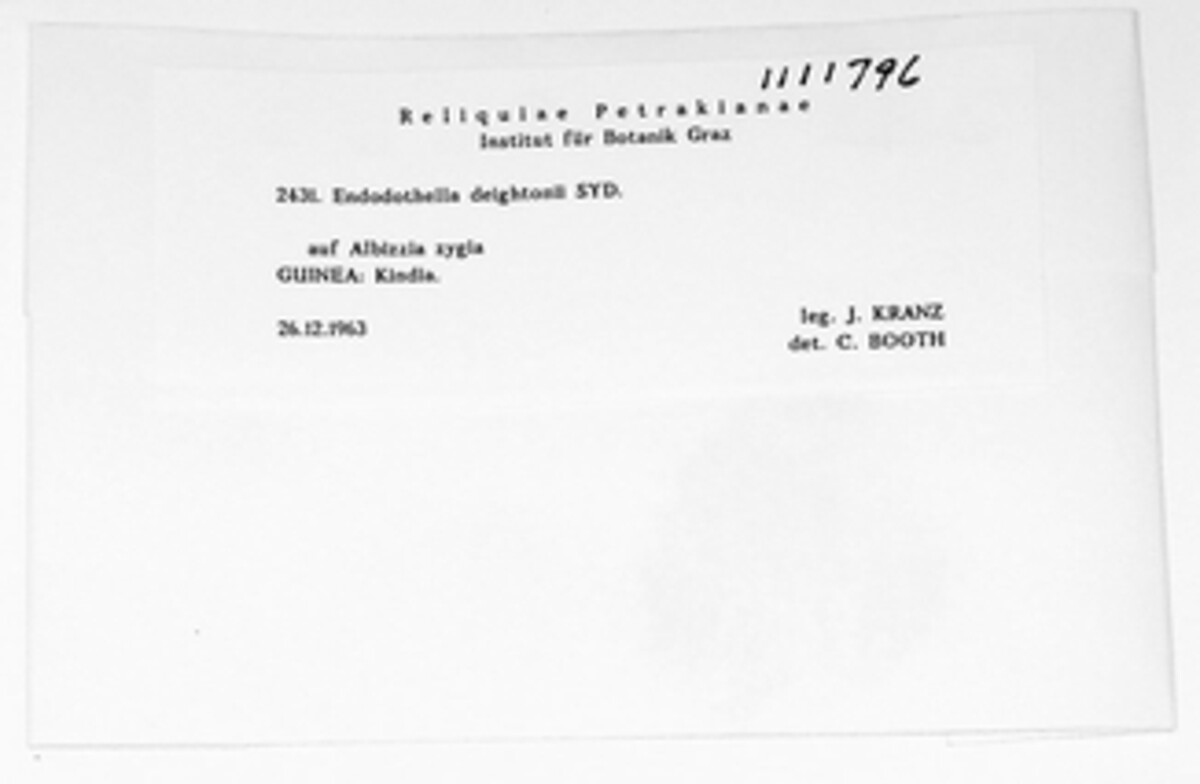 1111796
Reliquiae Petrakianae
Institut für Botanik Graz
2431. Endodothella deightonii SYD.
auf Albizzia zygia
GUINEA: Kindia.
26.12.1963
leg. J. KRANZ
det. C. BOOTH